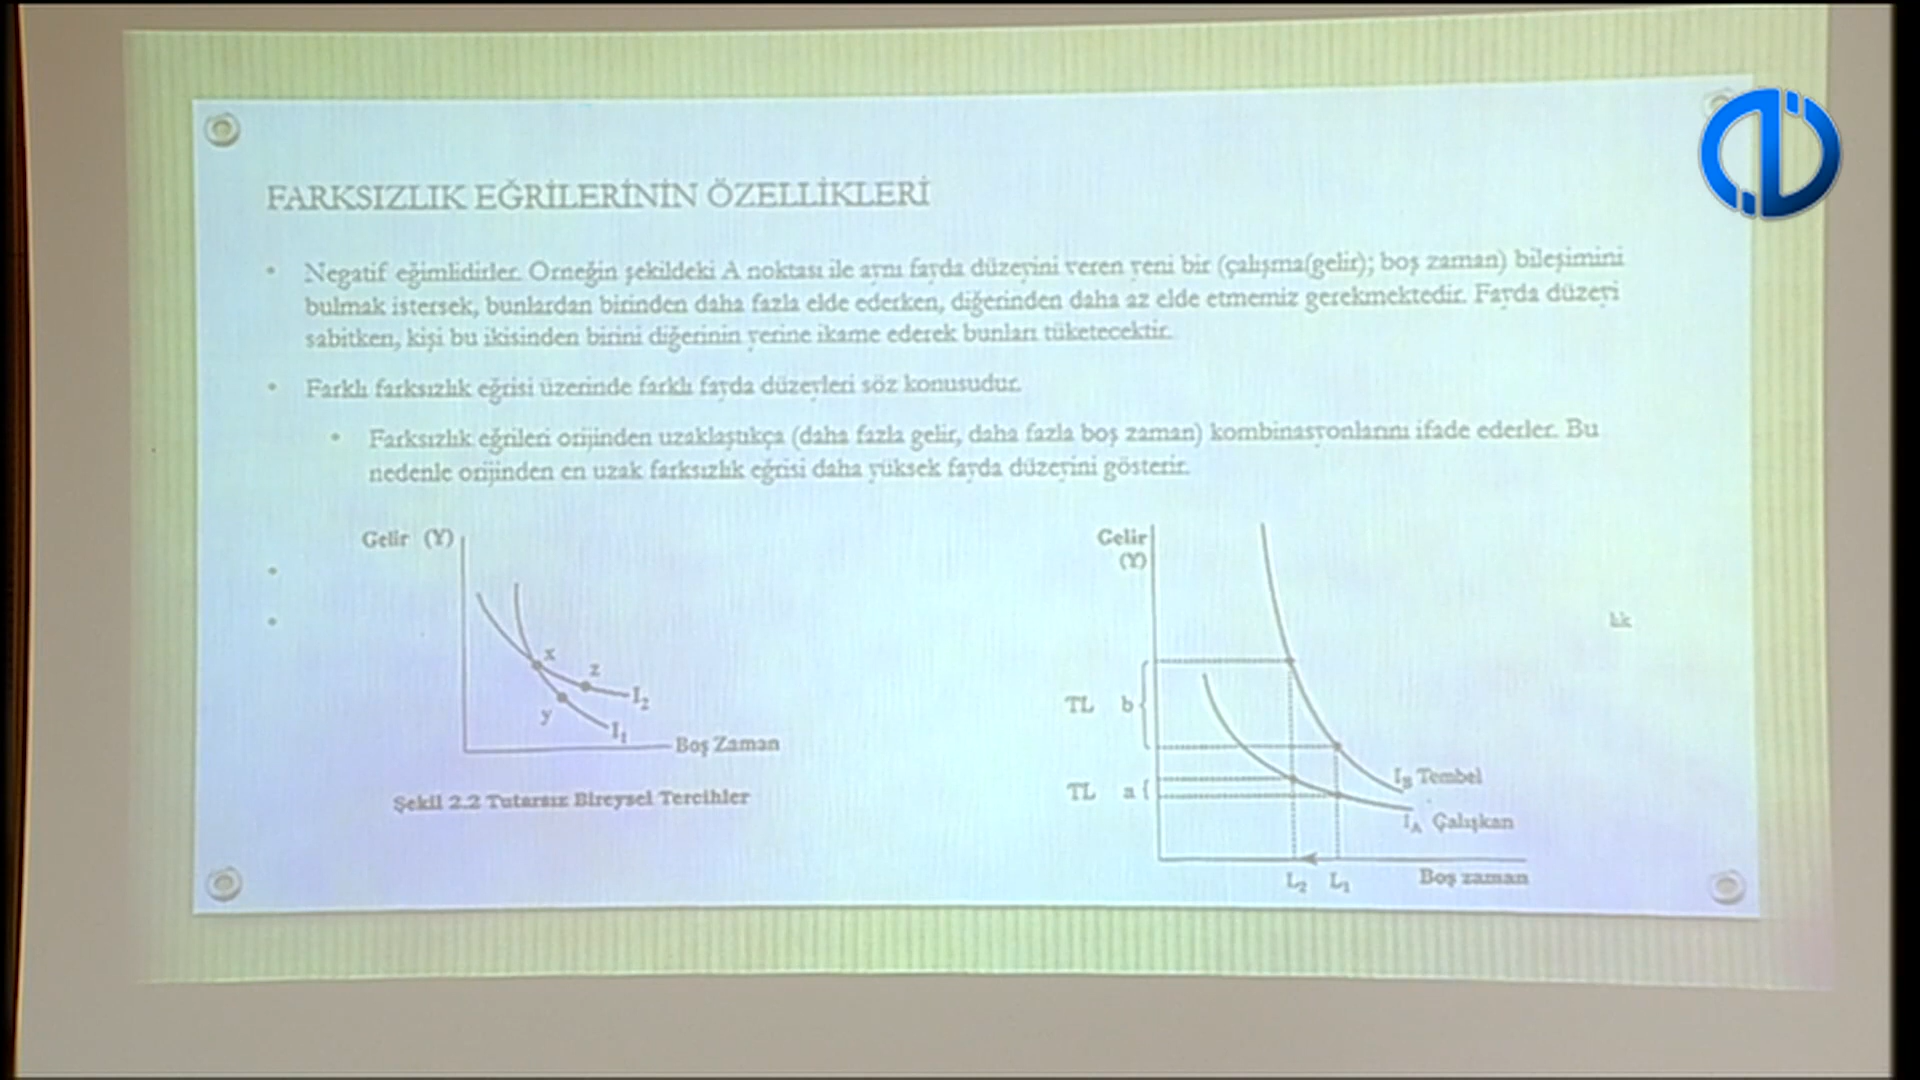 FARKSIZLIK EĞRİLERİNİN ÖZELLİKLERİ
• Negatif eğimlidirler. Örneğin şekildeki A noktası ile aynı fayda düzeyini veren yeni bir (çalışma(gelir); boş zaman) bileşimini
bulmak istersek, bunlardan birinden daha fazla elde ederken, diğerinden daha az elde etmemiz gerekmektedir. Fayda düzeyi
sabitken, kişi bu ikisinden birini diğerinin yerine ikame ederek bunları tüketecektir.
• Farklı farksızlık eğrisi üzerinde farklı fayda düzeyleri söz konusudur.
• Farksızlık eğrileri orijinden uzaklaştıkça (daha fazla gelir, daha fazla boş zaman) kombinasyonlarını ifade ederler. Bu
nedenle orijinden en uzak farksızlık eğrisi daha yüksek fayda düzeyini gösterir.
Gelir (Y)
x
z
I₂
y
I₁
Boş Zaman
Şekil 2.2 Tutarsız Bireysel Tercihler
Gelir
(Y)
lık
TL b
TL a
I_B Tembel
I_A Çalışkan
L₂ L₁ Boş zaman